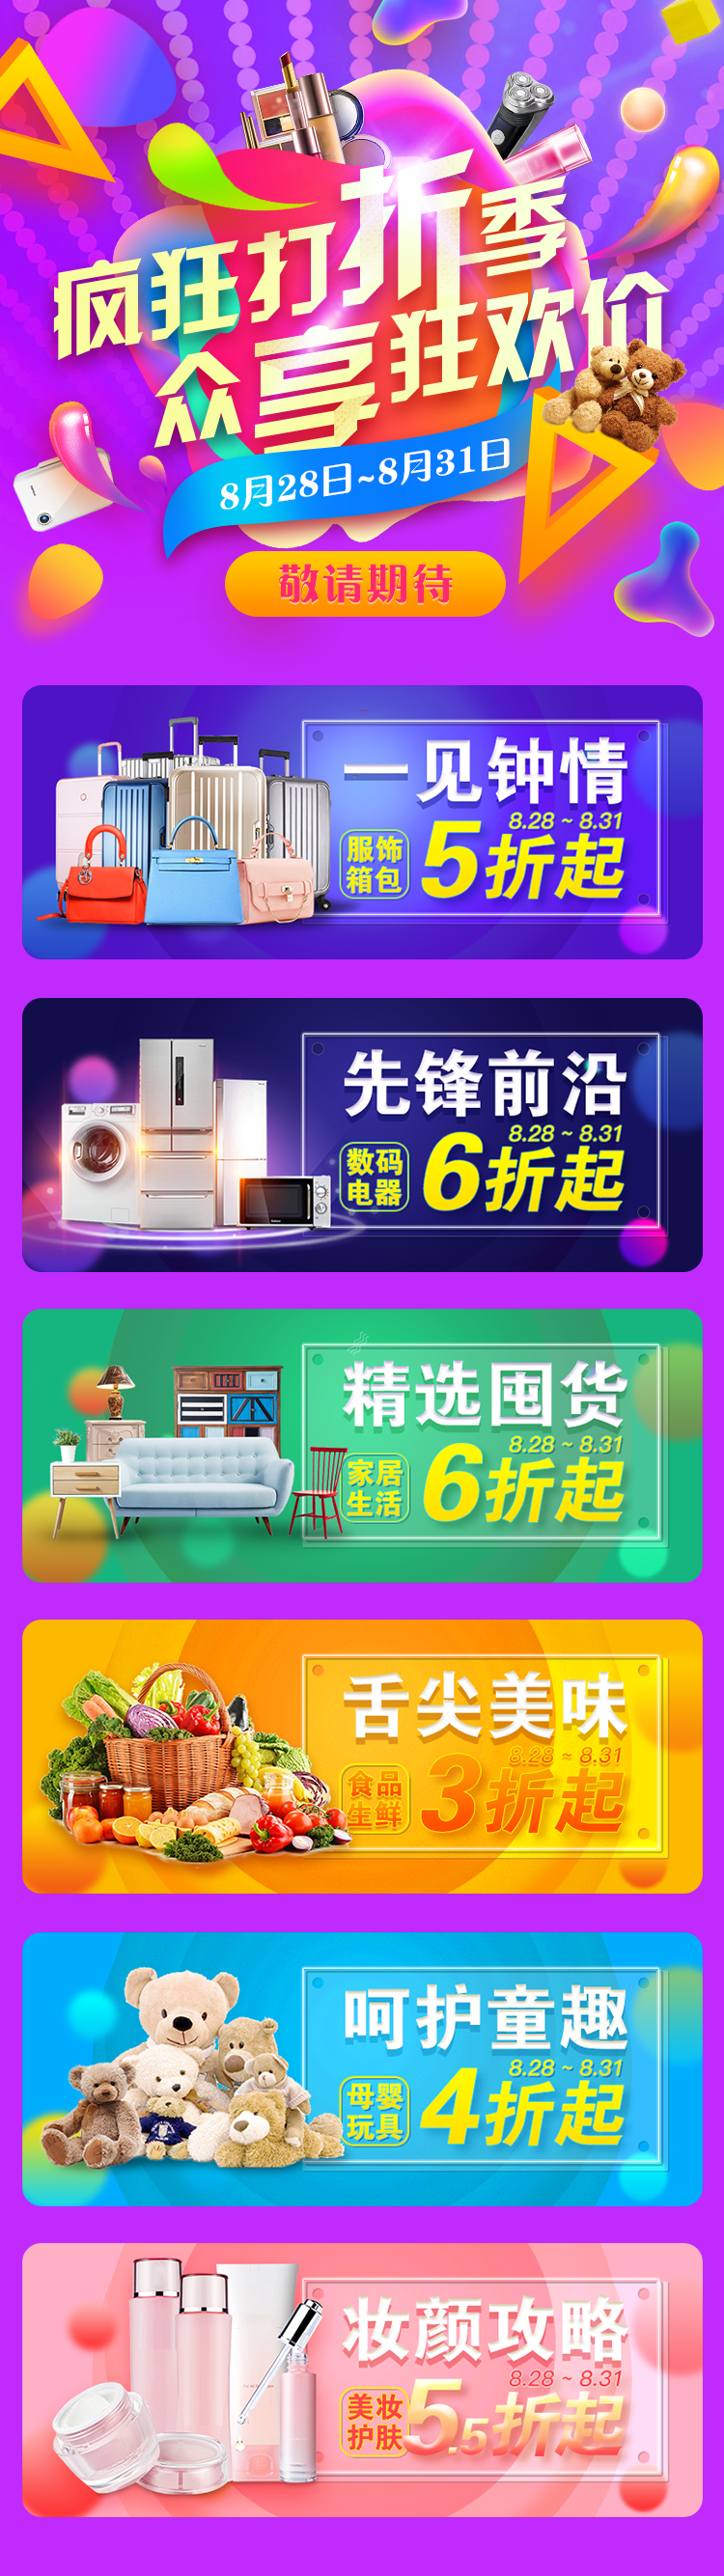 疯狂打折季
众享狂欢价
8月28日~8月31日
敬请期待
一见钟情
8.28 ~ 8.31
服饰
箱包
5折起
先锋前沿
8.28 ~ 8.31
数码
电器
6折起
精选囤货
8.28 ~ 8.31
家居
生活
6折起
舌尖美味
8.28 ~ 8.31
食品
生鲜
3折起
呵护童趣
8.28 ~ 8.31
母婴
玩具
4折起
妆颜攻略
8.28 ~ 8.31
美妆
护肤
5.5折起